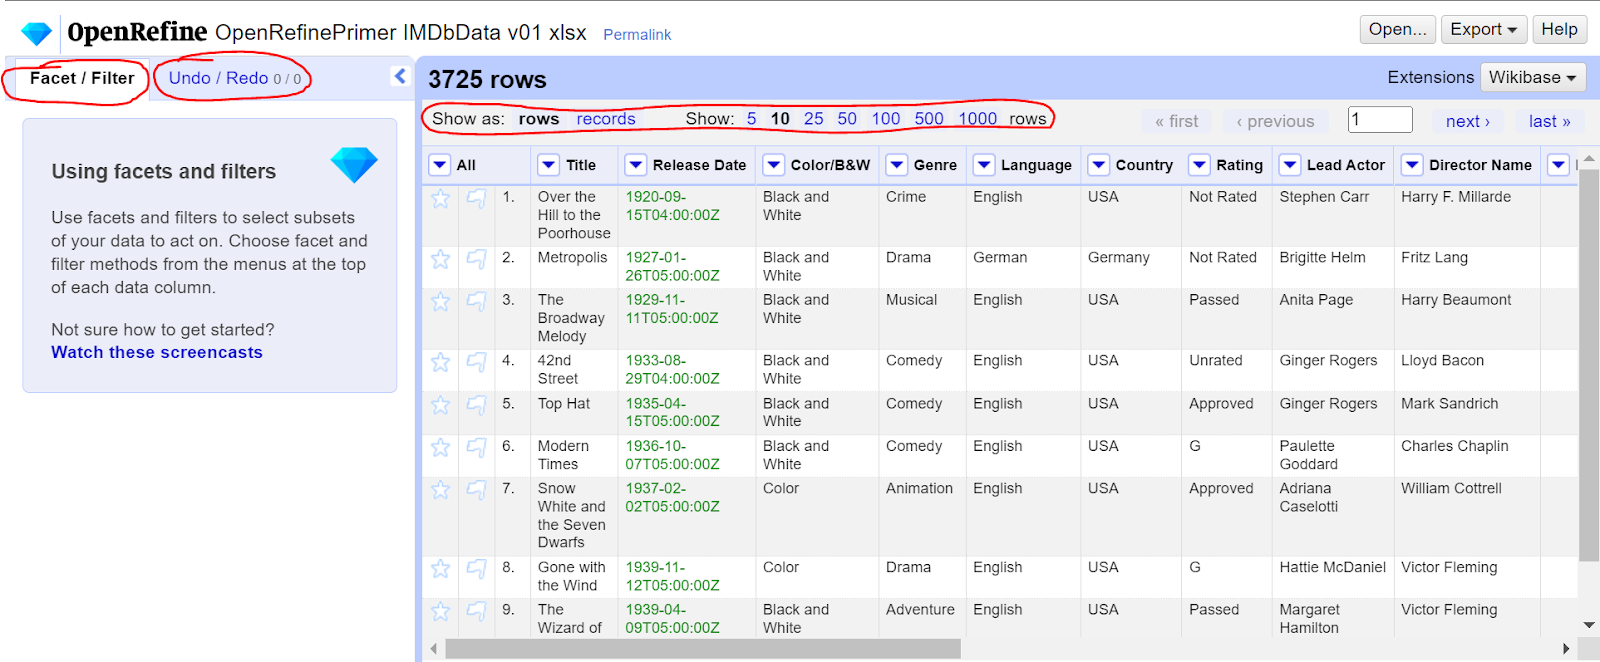 OpenRefine OpenRefinePrimer IMDbData v01 xlsx Permalink Open... Export Help
Facet / Filter Undo / Redo 0 / 0
3725 rows Extensions Wikibase
Show as: rows records Show: 5 10 25 50 100 500 1000 rows « first ‹ previous 1 next › last »
Using facets and filters
Use facets and filters to select subsets
of your data to act on. Choose facet and
filter methods from the menus at the top
of each data column.
Not sure how to get started?
Watch these screencasts
All Title Release Date Color/B&W Genre Language Country Rating Lead Actor Director Name
1. Over the 1920-09- Black and Crime English USA Not Rated Stephen Carr Harry F. Millarde
Hill to the 15T04:00:00Z White
Poorhouse
2. Metropolis 1927-01- Black and Drama German Germany Not Rated Brigitte Helm Fritz Lang
26T05:00:00Z White
3. The 1929-11- Black and Musical English USA Passed Anita Page Harry Beaumont
Broadway 11T05:00:00Z White
Melody
4. 42nd 1933-08- Black and Comedy English USA Unrated Ginger Rogers Lloyd Bacon
Street 29T04:00:00Z White
5. Top Hat 1935-04- Black and Comedy English USA Approved Ginger Rogers Mark Sandrich
15T05:00:00Z White
6. Modern 1936-10- Black and Comedy English USA G Paulette Charles Chaplin
Times 07T05:00:00Z White Goddard
7. Snow 1937-02- Color Animation English USA Approved Adriana William Cottrell
White and 02T05:00:00Z Caselotti
the Seven
Dwarfs
8. Gone with 1939-11- Color Drama English USA G Hattie McDaniel Victor Fleming
the Wind 12T05:00:00Z
9. The 1939-04- Black and Adventure English USA Passed Margaret Victor Fleming
Wizard of 09T05:00:00Z White Hamilton